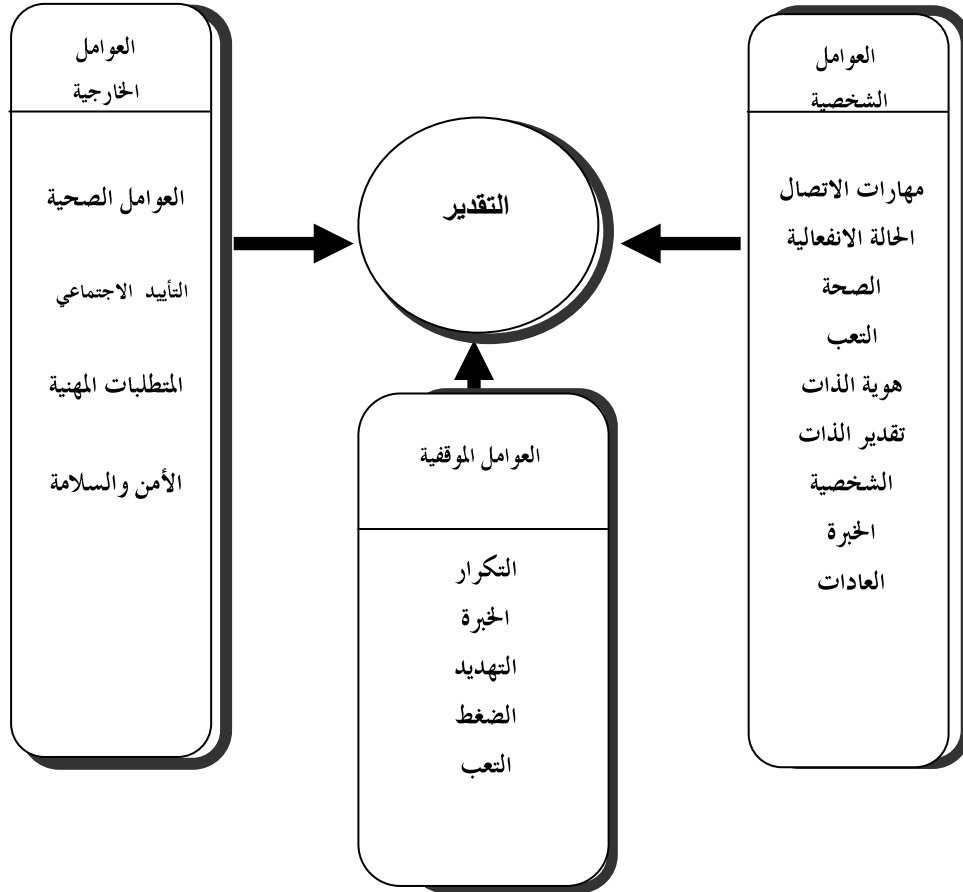 العوامل
الشخصية
مهارات الاتصال
الحالة الانفعالية
الصحة
التعب
هوية الذات
تقدير الذات
الشخصية
الخبرة
العادات
التقدير
العوامل الموقفية
التكرار
الخبرة
التهديد
الضغط
التعب
العوامل
الخارجية
العوامل الصحية
التأييد الاجتماعي
المتطلبات المهنية
الأمن والسلامة